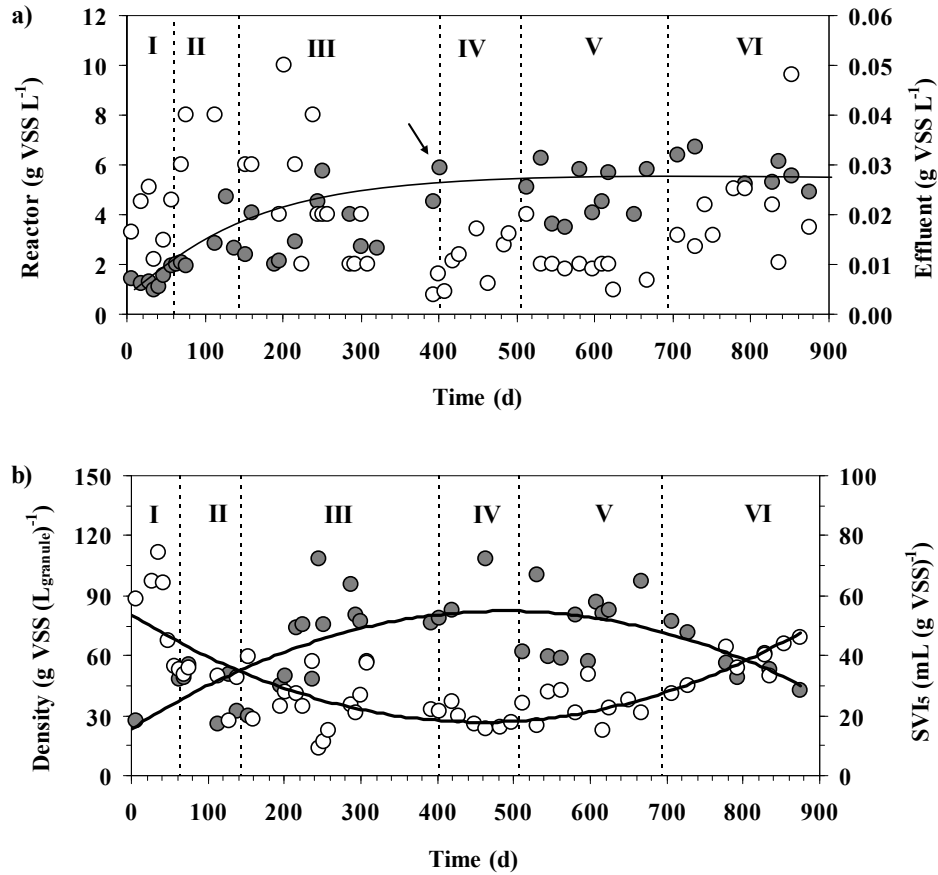 a)
12
10
8
6
4
2
0
Reactor (g VSS L-1)
I II III IV V VI
0.06
0.05
0.04
0.03
0.02
0.01
0.00
Effluent (g VSS L-1)
0 100 200 300 400 500 600 700 800 900
Time (d)
b)
150
120
90
60
30
0
Density (g VSS (Lgranule)-1)
I II III IV V VI
100
80
60
40
20
0
SVI5 (mL (g VSS)-1)
0 100 200 300 400 500 600 700 800 900
Time (d)